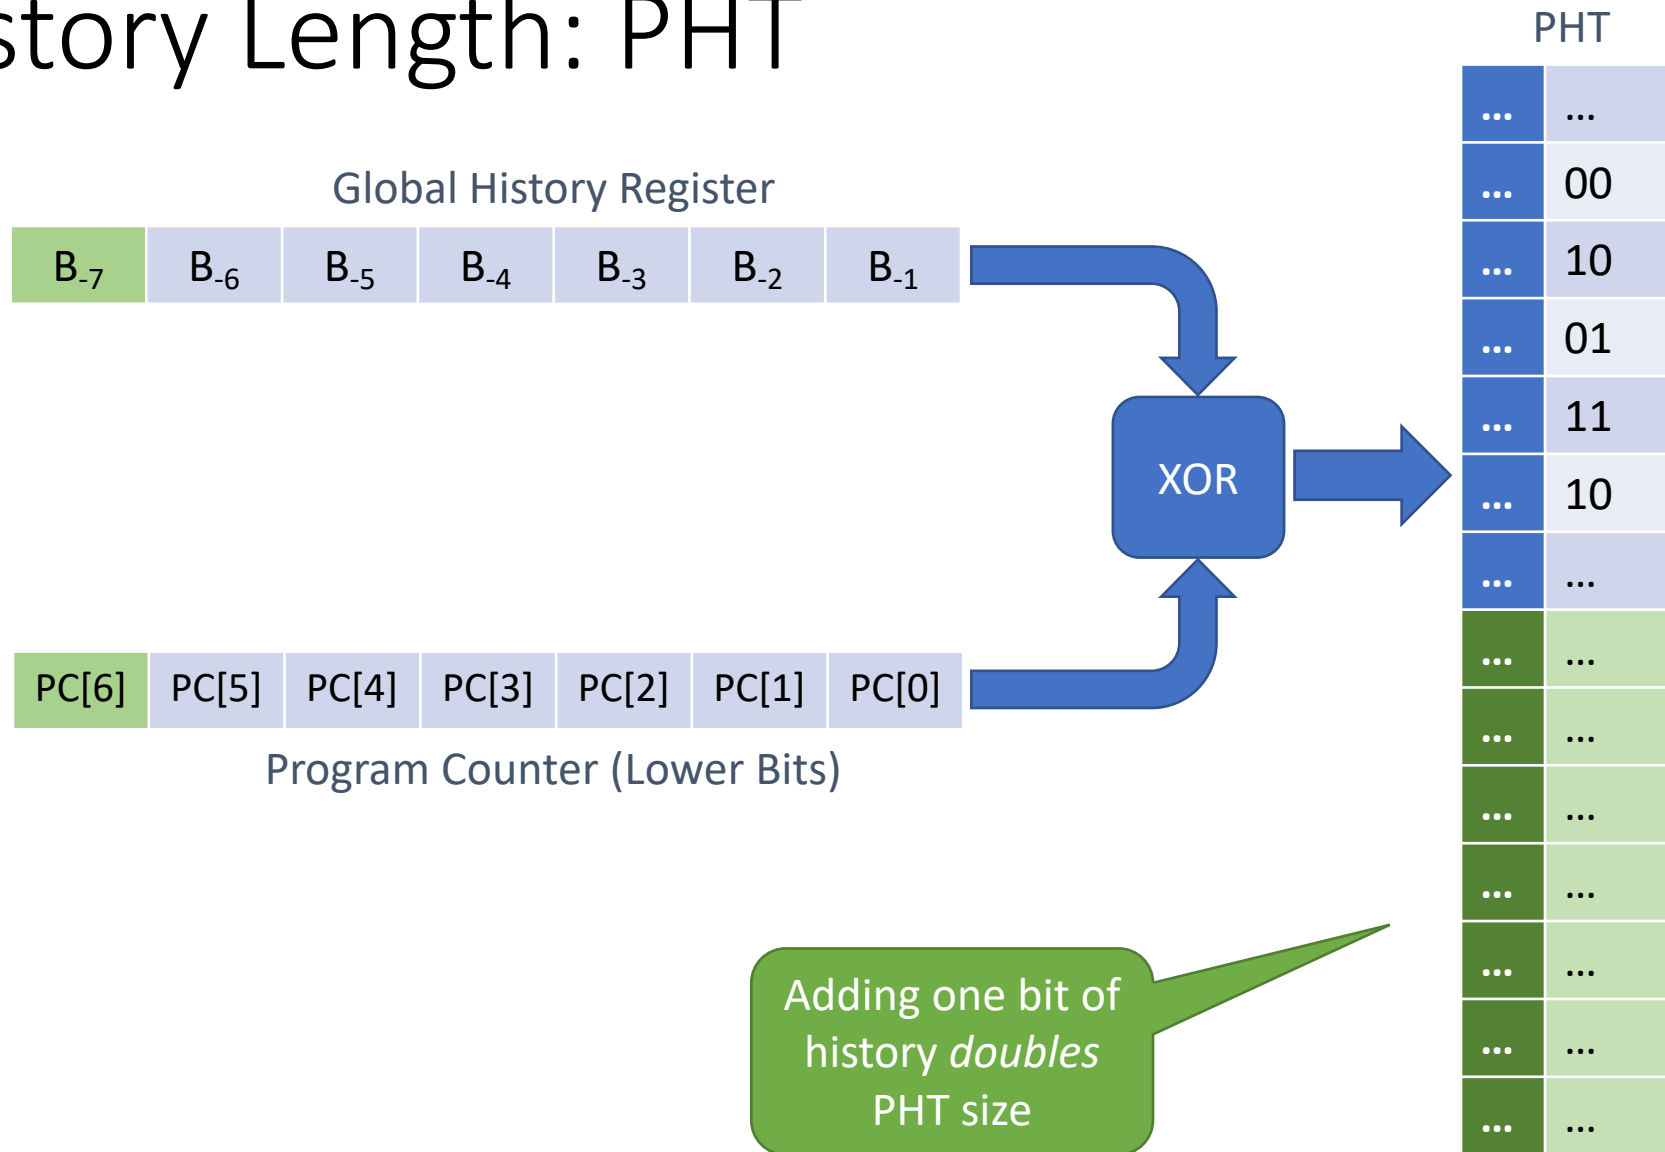 story Length: PHT
PHT
Global History Register
B-7 B-6 B-5 B-4 B-3 B-2 B-1
XOR
PC[6] PC[5] PC[4] PC[3] PC[2] PC[1] PC[0]
Program Counter (Lower Bits)
Adding one bit of
history doubles
PHT size
... ...
... 00
... 10
... 01
... 11
... 10
... ...
... ...
... ...
... ...
... ...
... ...
... ...
... ...